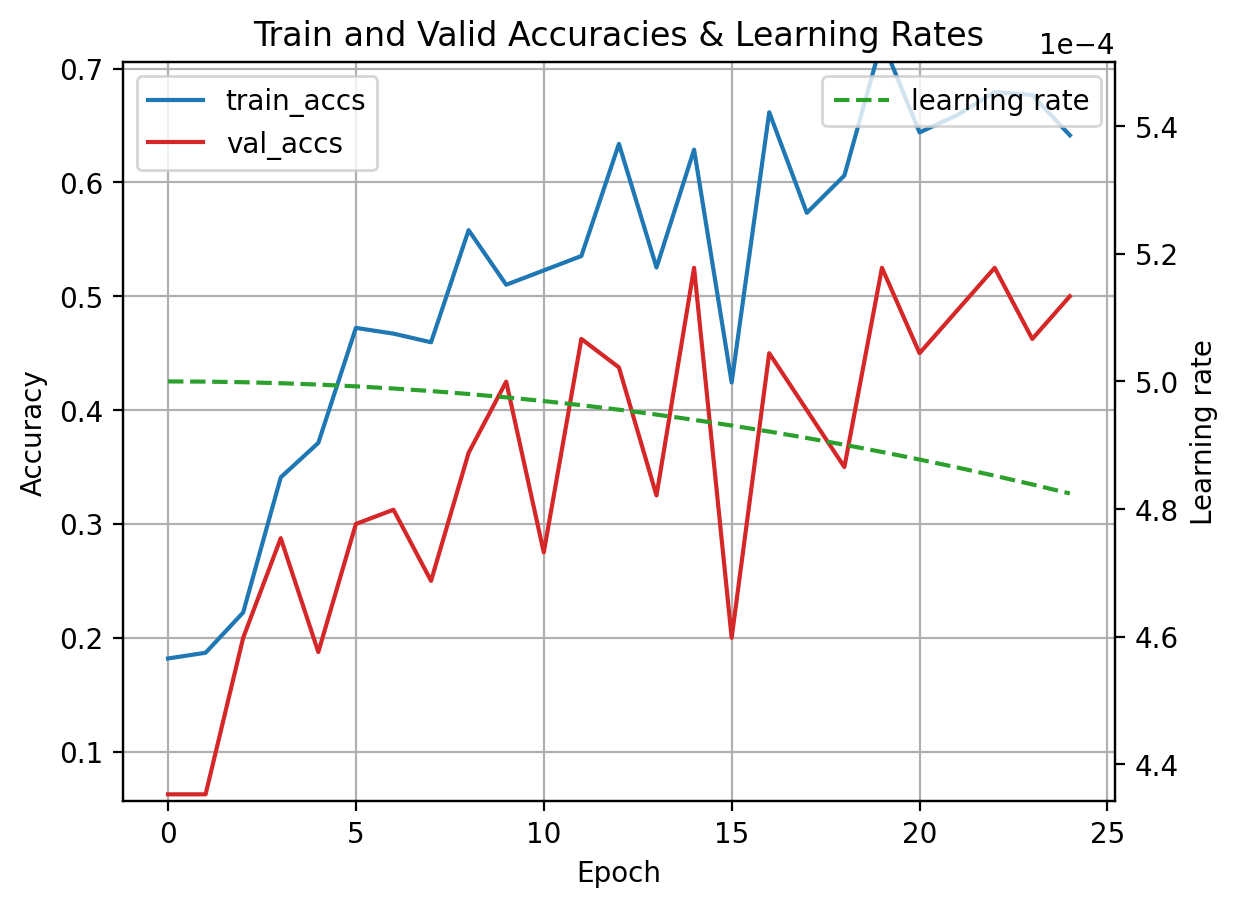 Train and Valid Accuracies & Learning Rates
1e−4
train_accs
val_accs
learning rate
0.7
0.6
0.5
0.4
0.3
0.2
0.1
Accuracy
5.4
5.2
5.0
4.8
4.6
4.4
Learning rate
0
5
10
15
20
25
Epoch